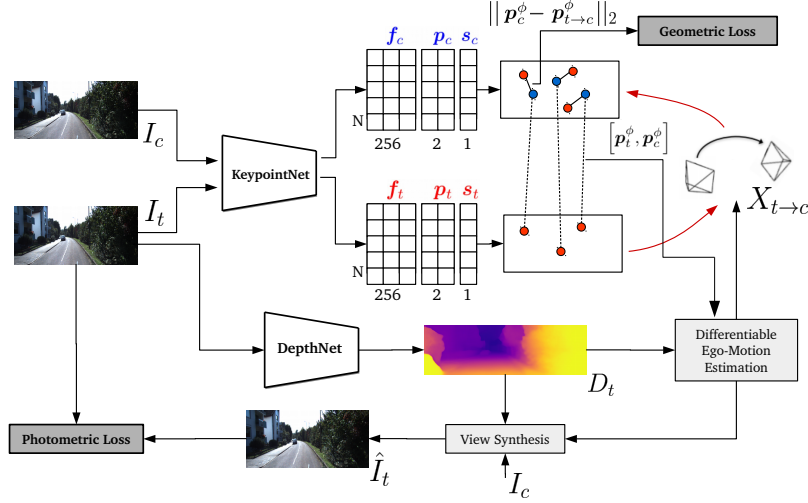 || p_c^ϕ − p_{t→c}^ϕ ||_2
Geometric Loss
f_c p_c s_c
I_c
N
256 2 1
[p_t^ϕ, p_c^ϕ]
KeypointNet
I_t
f_t p_t s_t
X_{t→c}
N
256 2 1
DepthNet
Differentiable
Ego-Motion
Estimation
D_t
Photometric Loss
View Synthesis
Î_t
I_c